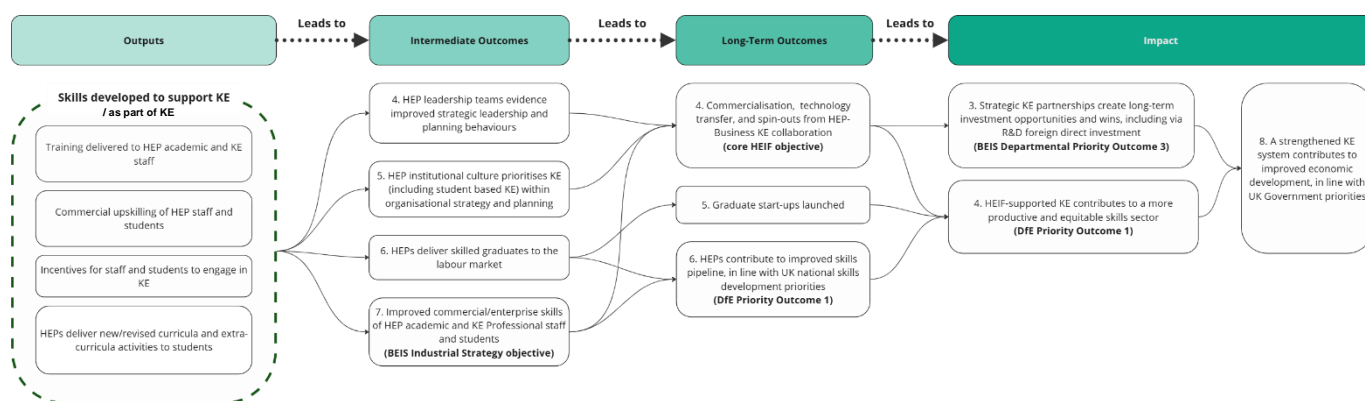 Leads to
Leads to
Leads to
Outputs
Intermediate Outcomes
Long-Term Outcomes
Impact
Skills developed to support KE
/ as part of KE
Training delivered to HEP academic and KE
staff
Commercial upskilling of HEP staff and
students
Incentives for staff and students to engage in
KE
HEPs deliver new/revised curricula and extra-
curricula activities to students
4. HEP leadership teams evidence
improved strategic leadership and
planning behaviours
5. HEP institutional culture prioritises KE
(including student based KE) within
organisational strategy and planning
6. HEPs deliver skilled graduates to the
labour market
7. Improved commercial/enterprise skills
of HEP academic and KE Professional staff
and students
(BEIS Industrial Strategy objective)
4. Commercialisation, technology
transfer, and spin-outs from HEP-
Business KE collaboration
(core HEIF objective)
5. Graduate start-ups launched
6. HEPs contribute to improved skills
pipeline, in line with UK national skills
development priorities
(DfE Priority Outcome 1)
3. Strategic KE partnerships create long-term
investment opportunities and wins, including via
R&D foreign direct investment
(BEIS Departmental Priority Outcome 3)
4. HEIF-supported KE contributes to a more
productive and equitable skills sector
(DfE Priority Outcome 1)
8. A strengthened KE
system contributes to
improved economic
development, in line with
UK Government priorities